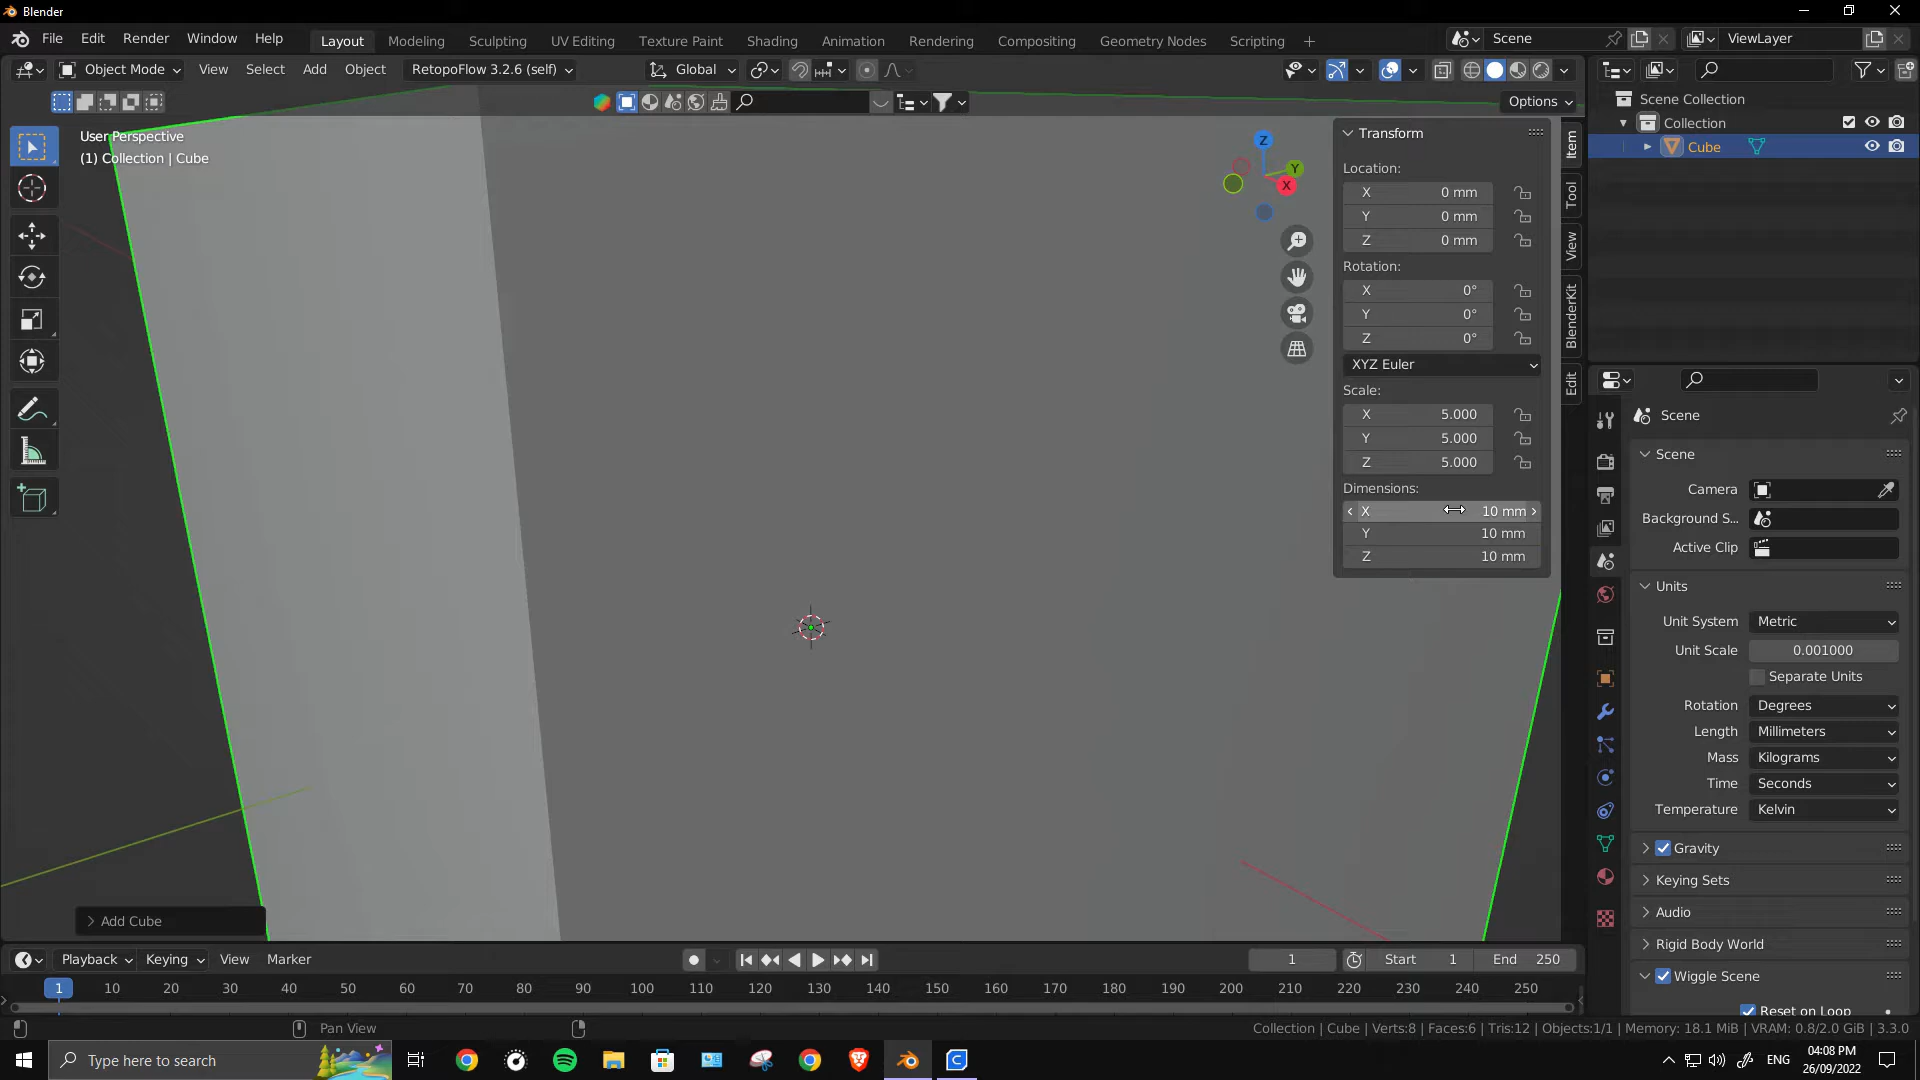 Blender
File Edit Render Window Help
Layout Modeling Sculpting UV Editing Texture Paint Shading Animation Rendering Compositing Geometry Nodes Scripting +
Scene
ViewLayer
Object Mode View Select Add Object RetopoFlow 3.2.6 (self) Global
Options
User Perspective
(1) Collection | Cube
Z
Y
X
Transform
Location:
X 0 mm
Y 0 mm
Z 0 mm
Rotation:
X 0°
Y 0°
Z 0°
XYZ Euler
Scale:
X 5.000
Y 5.000
Z 5.000
Dimensions:
X 10 mm
Y 10 mm
Z 10 mm
Item
Tool
View
BlenderKit
Edit
Scene Collection
Collection
Cube
Scene
Scene
Camera
Background S...
Active Clip
Units
Unit System Metric
Unit Scale 0.001000
Separate Units
Rotation Degrees
Length Millimeters
Mass Kilograms
Time Seconds
Temperature Kelvin
Gravity
Keying Sets
Audio
Rigid Body World
Wiggle Scene
Reset on Loop
Add Cube
Playback Keying View Marker
1 Start 1 End 250
1 10 20 30 40 50 60 70 80 90 100 110 120 130 140 150 160 170 180 190 200 210 220 230 240 250
Pan View
Collection | Cube | Verts:8 | Faces:6 | Tris:12 | Objects:1/1 | Memory: 18.1 MiB | VRAM: 0.8/2.0 GiB | 3.3.0
Type here to search
ENG
04:08 PM
26/09/2022